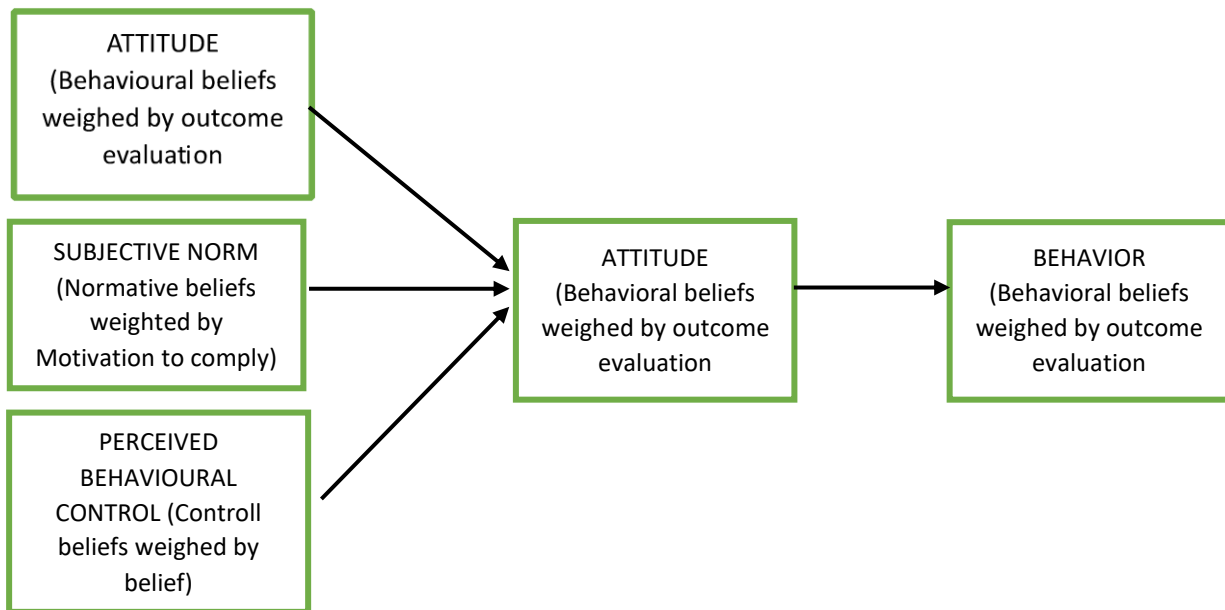 ATTITUDE
(Behavioural beliefs
weighed by outcome
evaluation
SUBJECTIVE NORM
(Normative beliefs
weighted by
Motivation to comply)
PERCEIVED
BEHAVIOURAL
CONTROL (Controll
beliefs weighed by
belief)
ATTITUDE
(Behavioral beliefs
weighed by outcome
evaluation
BEHAVIOR
(Behavioral beliefs
weighed by outcome
evaluation